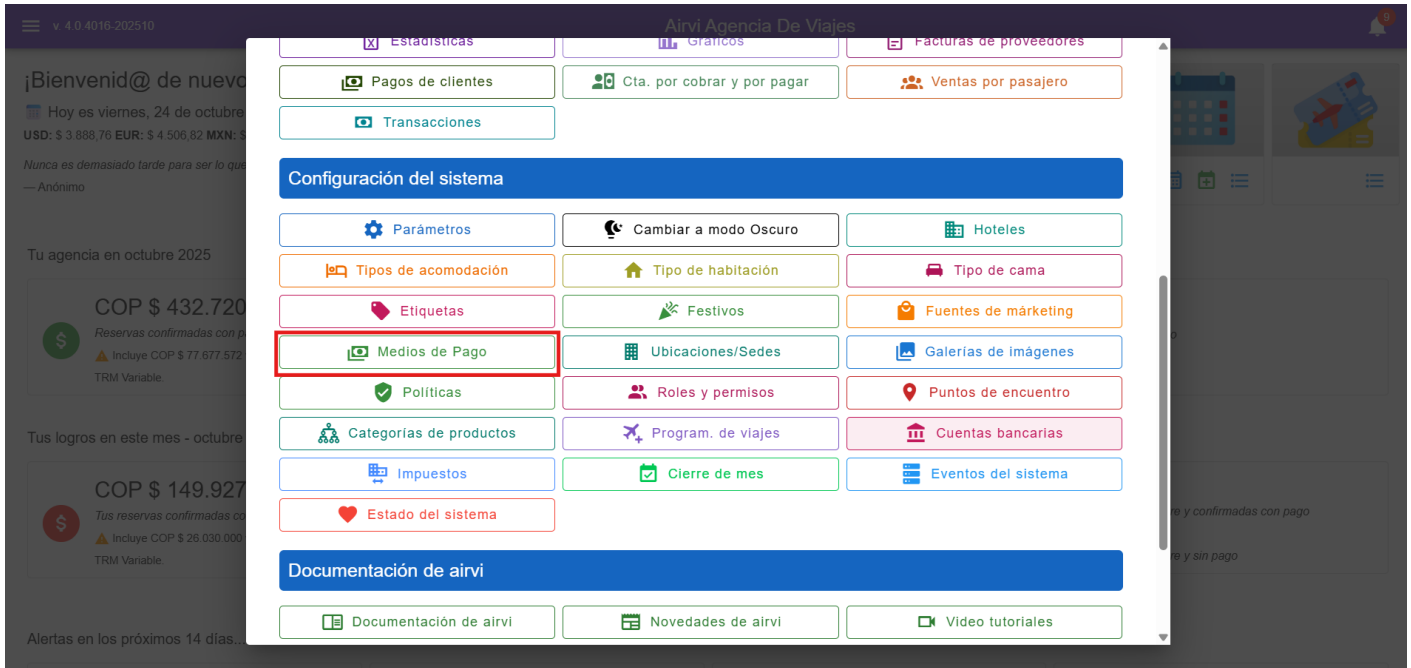 v. 4.0.4016-202510
Airvi Agencia De Viajes
9
¡Bienvenid@ de nuevo
Hoy es viernes, 24 de octubre
USD: $ 3.888,76 EUR: $ 4.506,82 MXN: $
Nunca es demasiado tarde para ser lo que
— Anónimo
Tu agencia en octubre 2025
COP $ 432.720
Reservas confirmadas con p
Incluye COP $ 77.677.572
TRM Variable.
Tus logros en este mes - octubre
COP $ 149.927
Tus reservas confirmadas co
Incluye COP $ 26.030.000
TRM Variable.
Alertas en los próximos 14 días...
Estadísticas
Gráficos
Facturas de proveedores
Pagos de clientes
Cta. por cobrar y por pagar
Ventas por pasajero
Transacciones
Configuración del sistema
Parámetros
Cambiar a modo Oscuro
Hoteles
Tipos de acomodación
Tipo de habitación
Tipo de cama
Etiquetas
Festivos
Fuentes de márketing
Medios de Pago
Ubicaciones/Sedes
Galerías de imágenes
Políticas
Roles y permisos
Puntos de encuentro
Categorías de productos
Program. de viajes
Cuentas bancarias
Impuestos
Cierre de mes
Eventos del sistema
Estado del sistema
Documentación de airvi
Documentación de airvi
Novedades de airvi
Video tutoriales
o
re y confirmadas con pago
re y sin pago